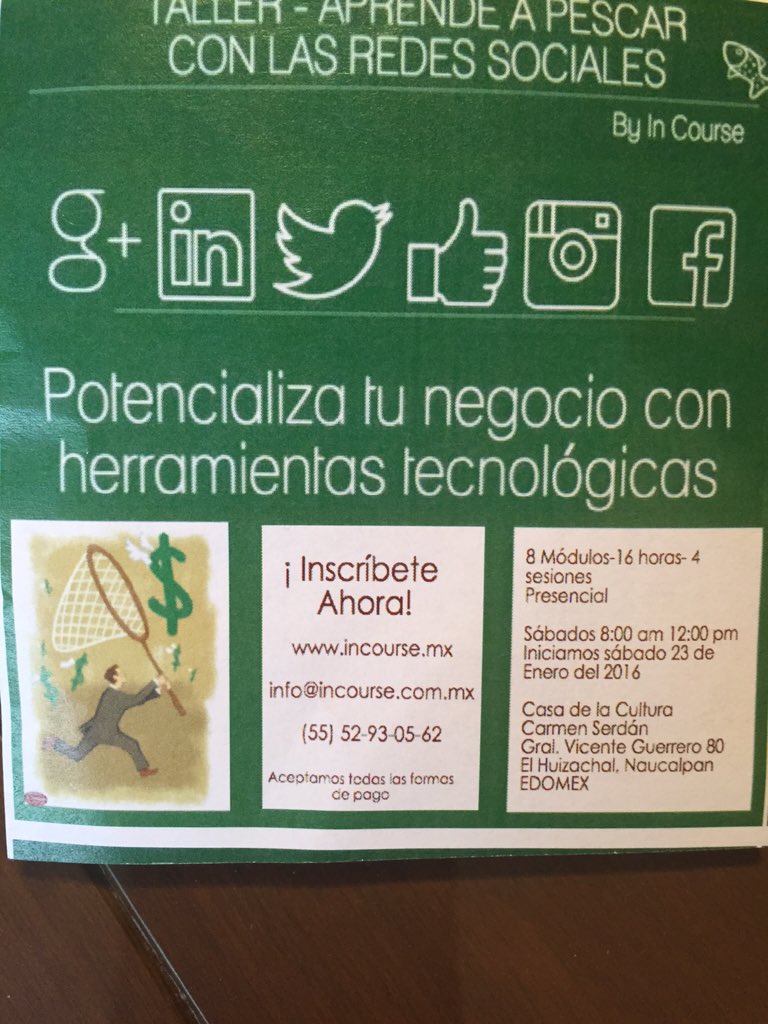 TALLER - APRENDE A PESCAR
CON LAS REDES SOCIALES
By In Course
g+ in f
Potencializa tu negocio con
herramientas tecnológicas
$
¡ Inscríbete
Ahora!
www.incourse.mx
info@incourse.com.mx
(55) 52-93-05-62
Aceptamos todas las formas
de pago
8 Módulos-16 horas- 4
sesiones
Presencial
Sábados 8:00 am 12:00 pm
Iniciamos sábado 23 de
Enero del 2016
Casa de la Cultura
Carmen Serdán
Gral. Vicente Guerrero 80
El Huizachal, Naucalpan
EDOMEX